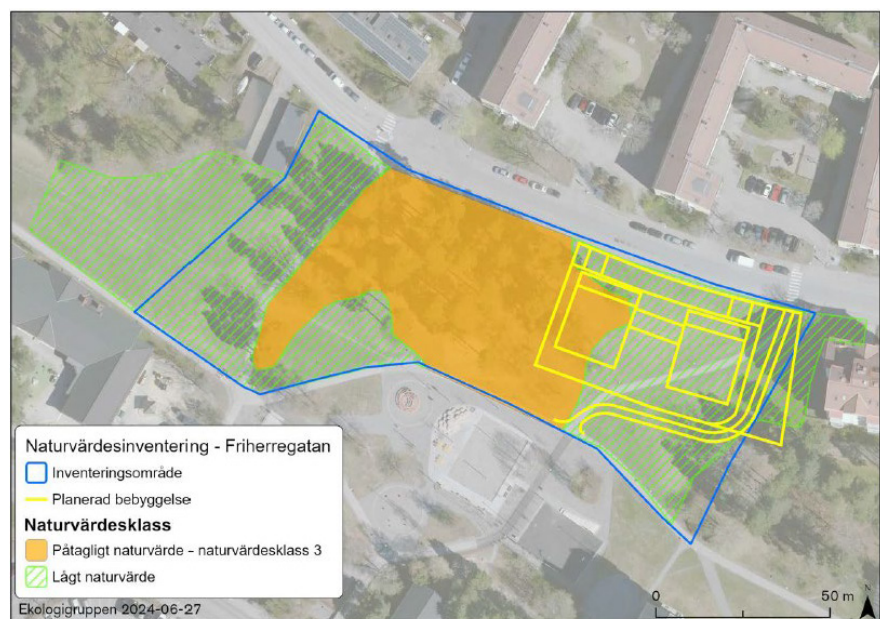 Naturvärdesinventering - Friherregatan
Inventeringsområde
Planerad bebyggelse
Naturvärdesklass
Påtagligt naturvärde - naturvärdesklass 3
Lågt naturvärde
Ekologigruppen 2024-06-27
0 50 m
N